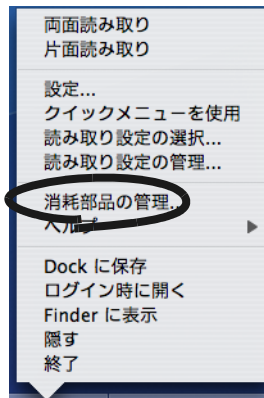 両面読み取り
片面読み取り
設定...
クイックメニューを使用
読み取り設定の選択...
読み取り設定の管理...
消耗部品の管理...
ヘルプ
Dock に保存
ログイン時に開く
Finder に表示
隠す
終了